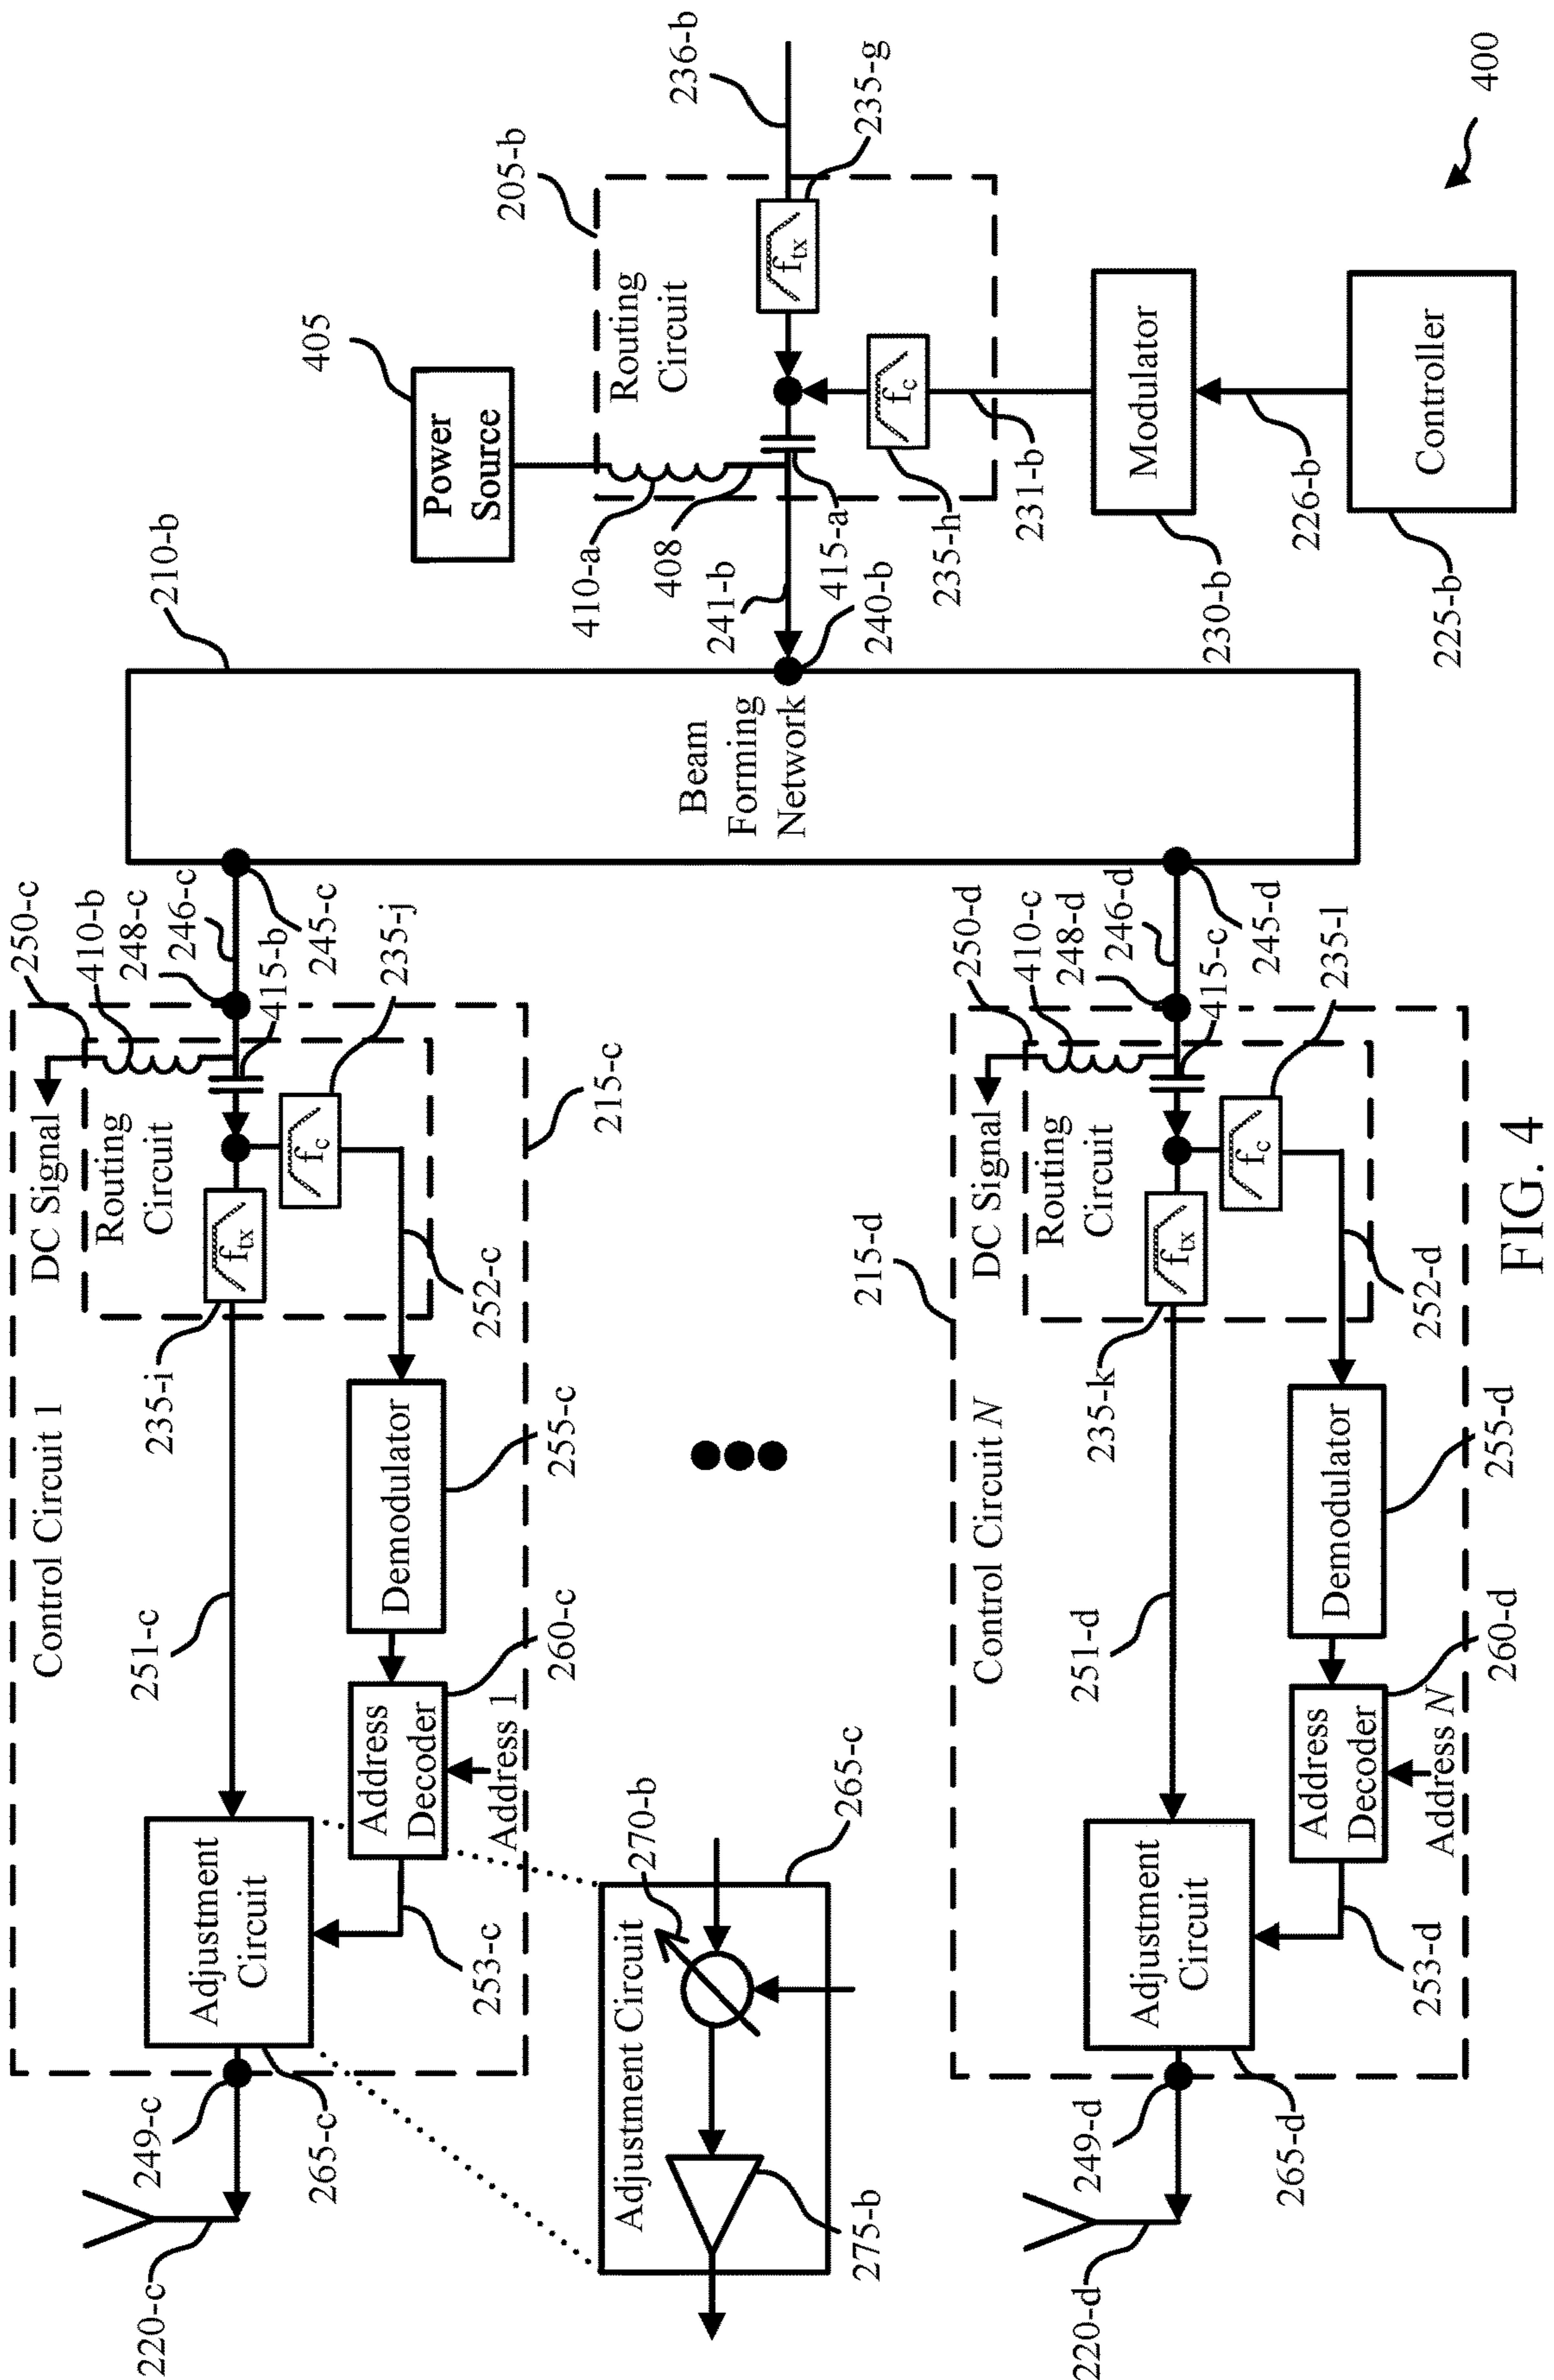 220-c
249-c
265-c
Control Circuit 1
Adjustment
Circuit
251-c
253-c
Address
Decoder
Address 1
260-c
Demodulator
255-c
235-i
DC Signal
Routing
Circuit
f_tx
f_c
252-c
250-c
410-b
248-c
246-c
415-b
245-c
235-j
215-c
210-b
Beam
Forming
Network
405
Power
Source
410-a
408
241-b
415-a
240-b
205-b
Routing
Circuit
f_tx
f_c
236-b
235-g
235-h
231-b
Modulator
230-b
226-b
Controller
225-b
400
Adjustment Circuit
270-b
265-c
275-b
220-d
249-d
265-d
215-d
Control Circuit N
Adjustment
Circuit
251-d
253-d
Address
Decoder
Address N
260-d
Demodulator
255-d
235-k
DC Signal
Routing
Circuit
f_tx
f_c
252-d
250-d
410-c
248-d
246-d
415-c
245-d
235-l
FIG. 4